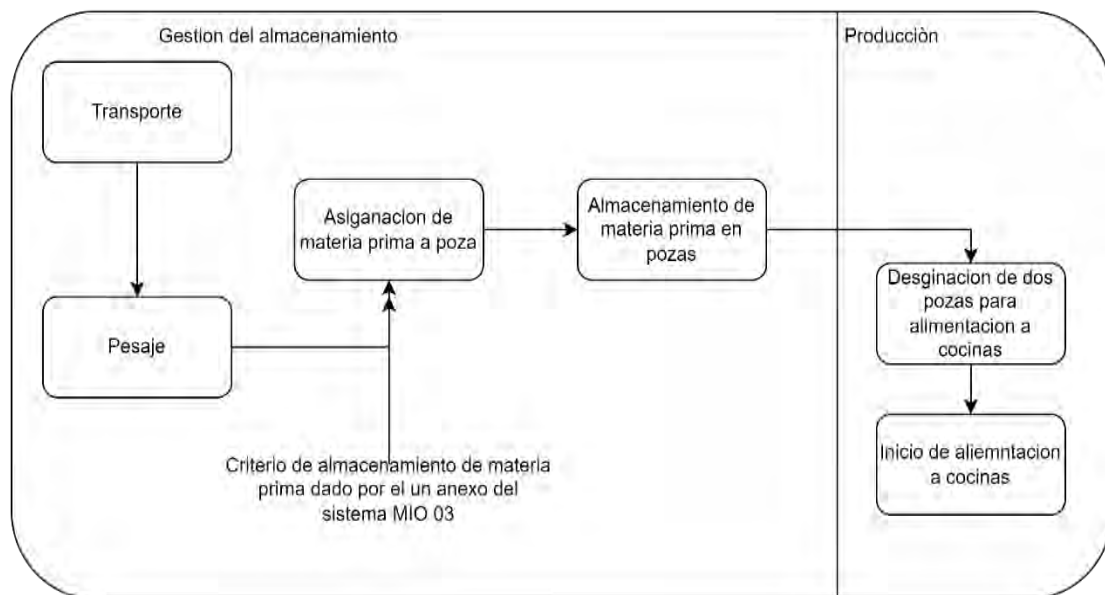 Gestion del almacenamiento
Producciòn
Transporte
Asiganacion de
materia prima a poza
Almacenamiento de
materia prima en
pozas
Desginacion de dos
pozas para
alimentacion a
cocinas
Pesaje
Inicio de aliemntacion
a cocinas
Criterio de almacenamiento de materia
prima dado por el un anexo del
sistema MIO 03